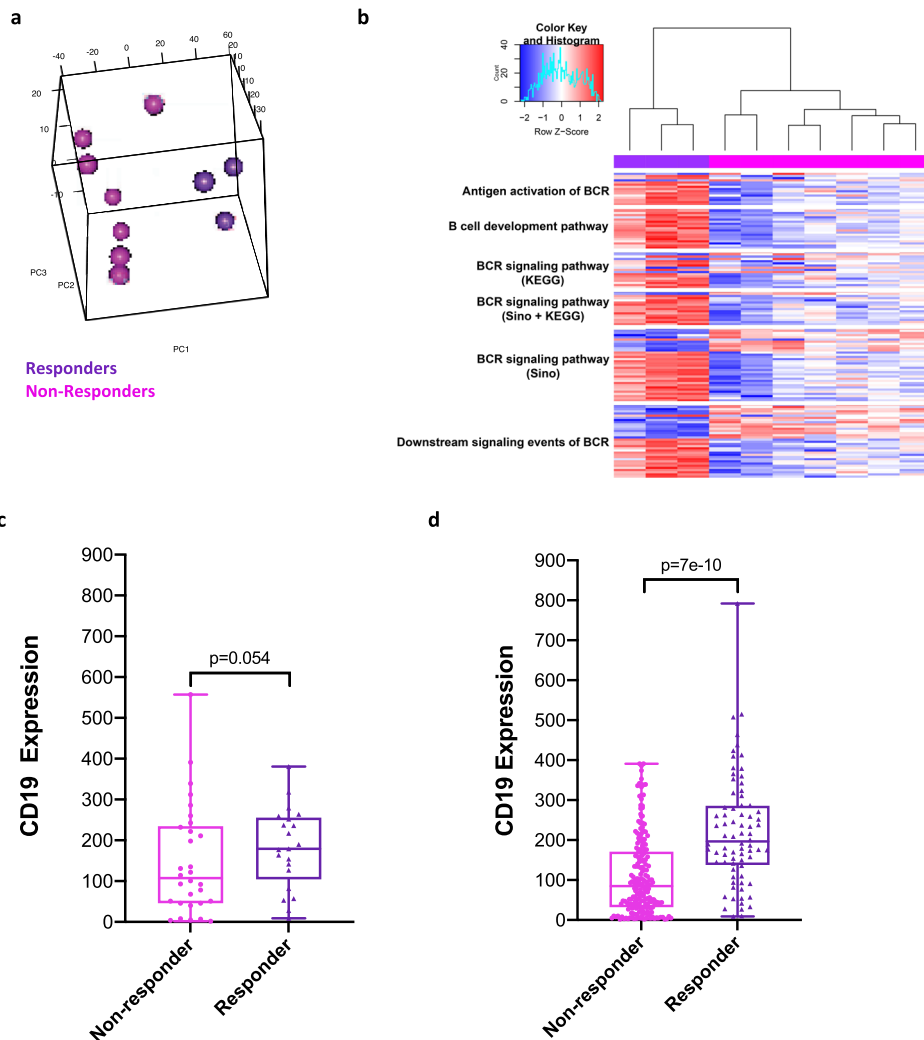 a
-40
-20
0
20
40
60
20
10
0
-10
10
0
-10
-20
-30
PC3
PC2
PC1
Responders
Non-Responders
b
Color Key
and Histogram
Count
0
20
40
−2
−1
0
1
2
Row Z−Score
Antigen activation of BCR
B cell development pathway
BCR signaling pathway
(KEGG)
BCR signaling pathway
(Sino + KEGG)
BCR signaling pathway
(Sino)
Downstream signaling events of BCR
c
CD19 Expression
900
800
700
600
500
400
300
200
100
0
p=0.054
Non-responder
Responder
d
CD19 Expression
900
800
700
600
500
400
300
200
100
0
p=7e-10
Non-responder
Responder